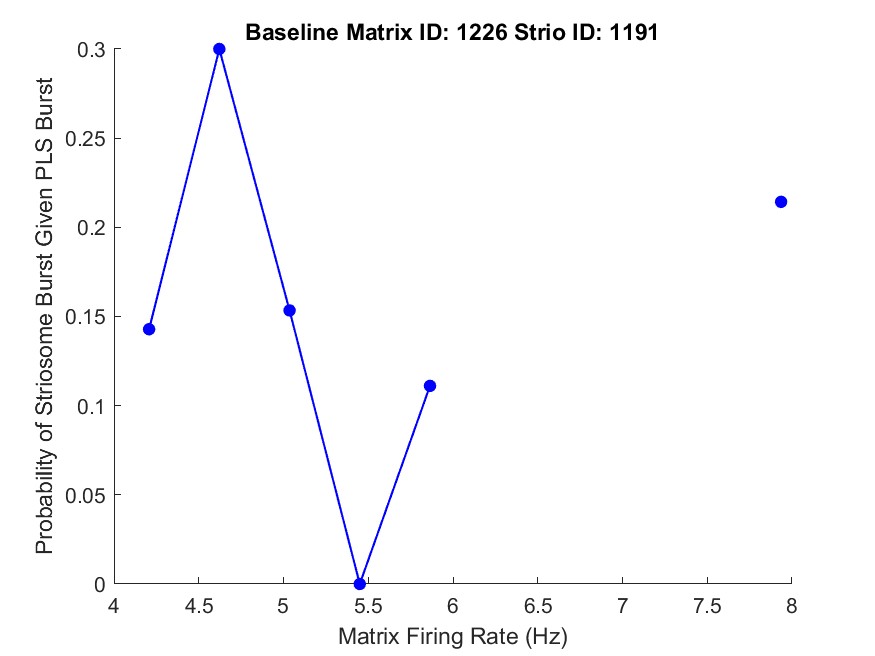 Baseline Matrix ID: 1226 Strio ID: 1191
Probability of Striosome Burst Given PLS Burst
0.3
0.25
0.2
0.15
0.1
0.05
0
4 4.5 5 5.5 6 6.5 7 7.5 8
Matrix Firing Rate (Hz)